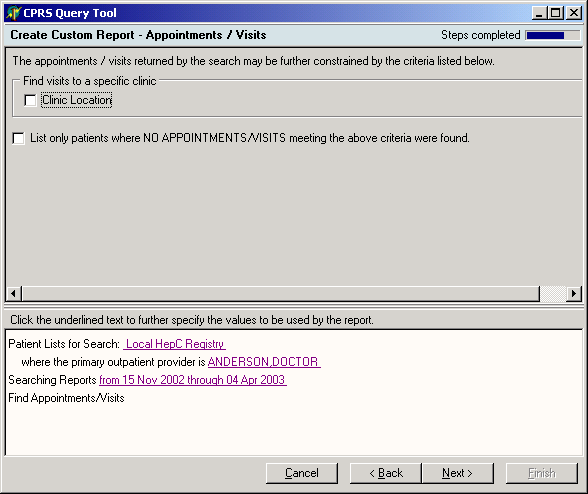 CPRS Query Tool
Create Custom Report - Appointments / Visits Steps completed
The appointments / visits returned by the search may be further constrained by the criteria listed below.
Find visits to a specific clinic
Clinic Location
List only patients where NO APPOINTMENTS/VISITS meeting the above criteria were found.
Click the underlined text to further specify the values to be used by the report.
Patient Lists for Search: Local HepC Registry
where the primary outpatient provider is ANDERSON,DOCTOR
Searching Reports from 15 Nov 2002 through 04 Apr 2003
Find Appointments/Visits
Cancel < Back Next > Finish